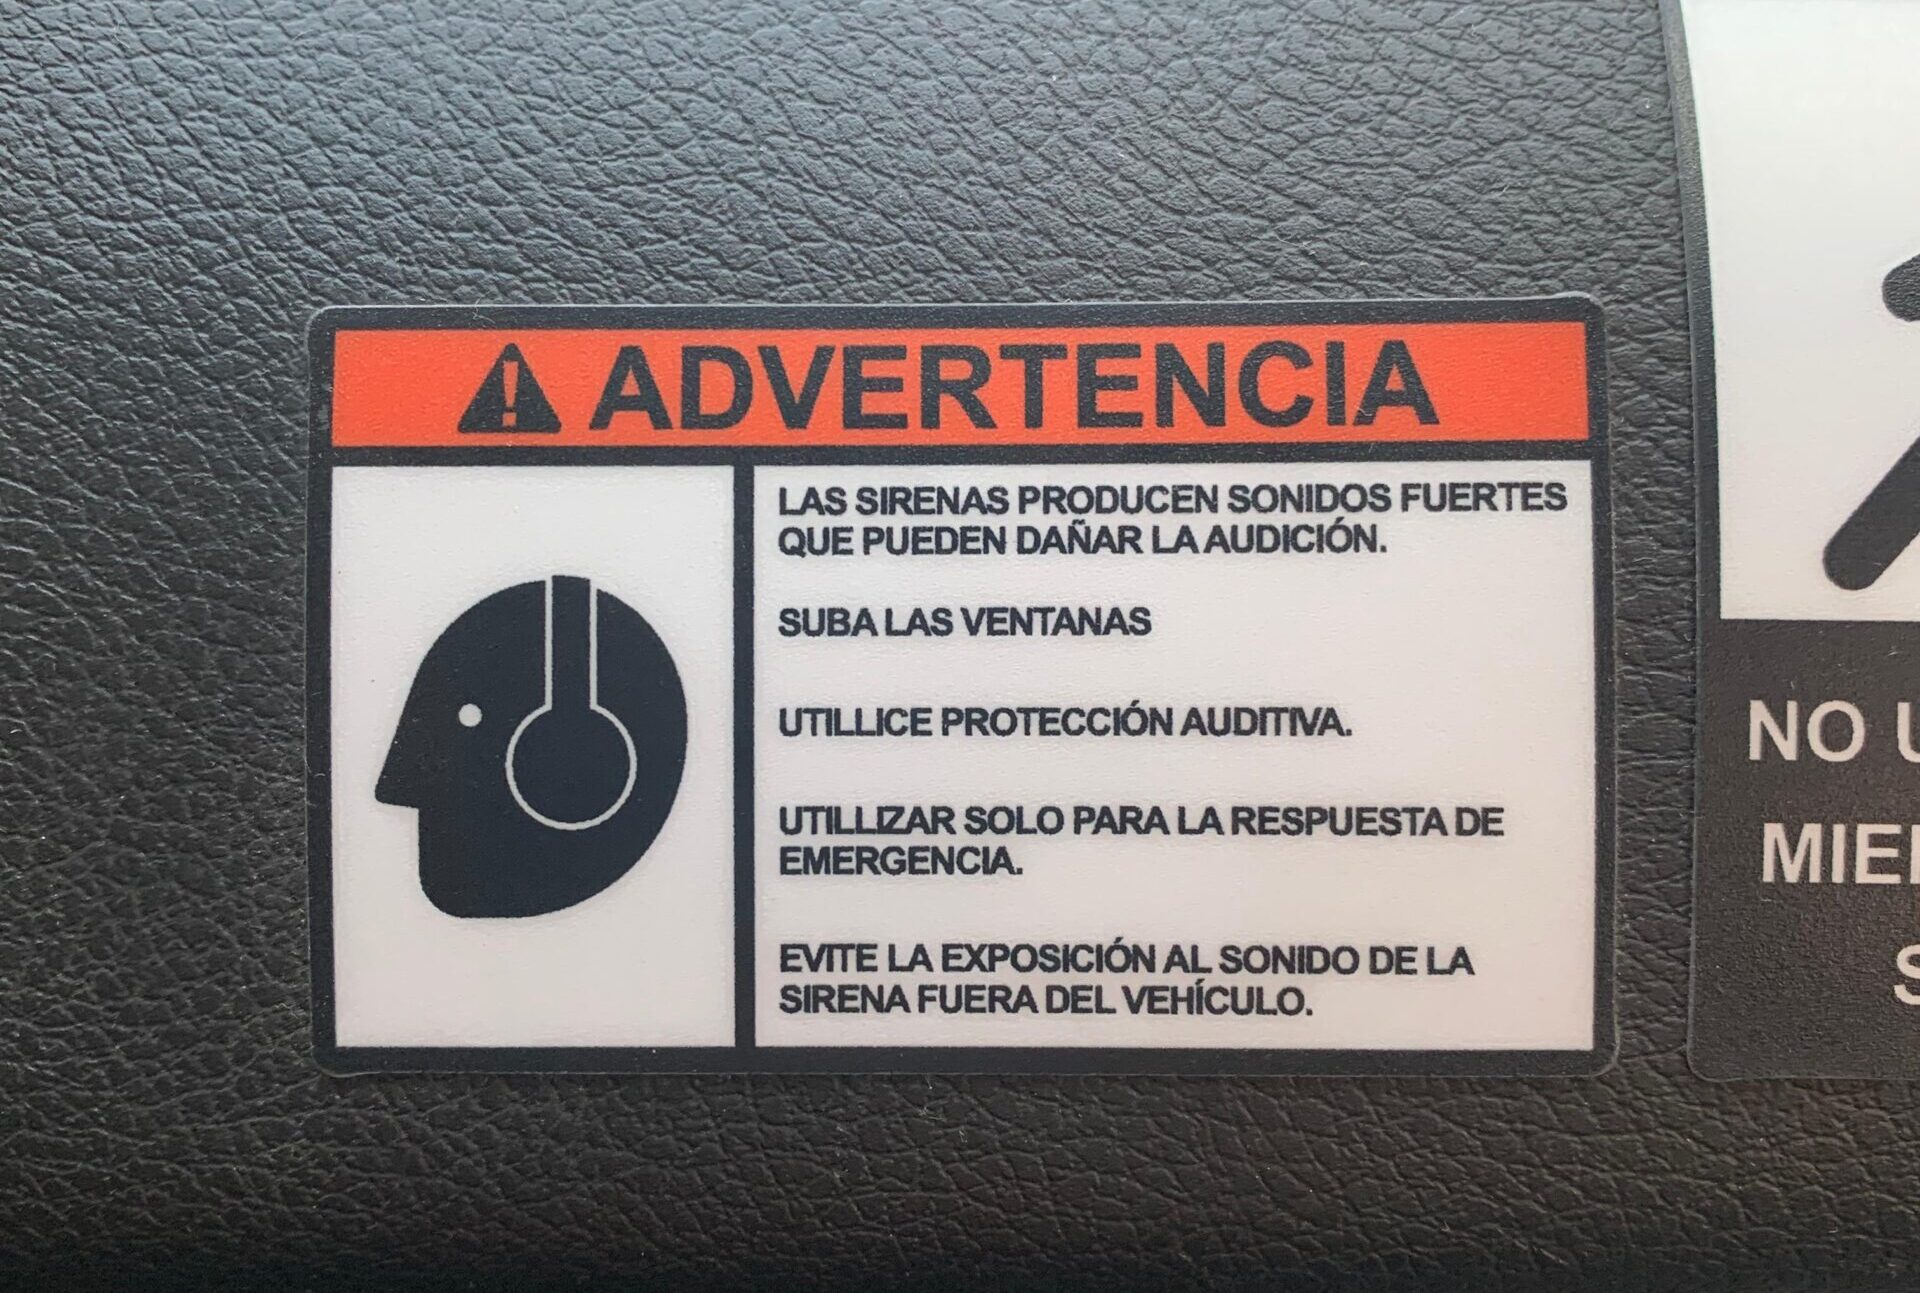 ADVERTENCIA
LAS SIRENAS PRODUCEN SONIDOS FUERTES
QUE PUEDEN DAÑAR LA AUDICIÓN.
SUBA LAS VENTANAS
UTILLICE PROTECCIÓN AUDITIVA.
UTILLIZAR SOLO PARA LA RESPUESTA DE
EMERGENCIA.
EVITE LA EXPOSICIÓN AL SONIDO DE LA
SIRENA FUERA DEL VEHÍCULO.
NO